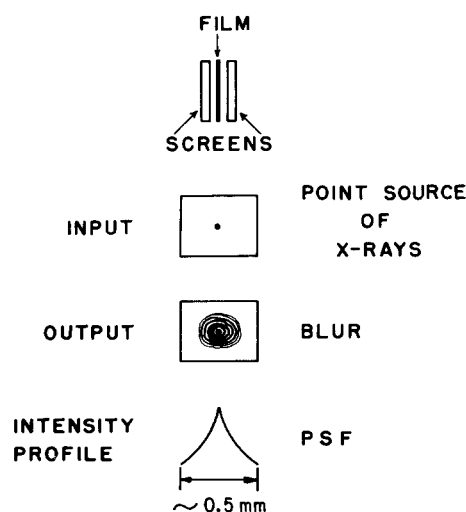 FILM
SCREENS
INPUT
POINT SOURCE
OF
X-RAYS
OUTPUT
BLUR
INTENSITY
PROFILE
PSF
~ 0.5 mm